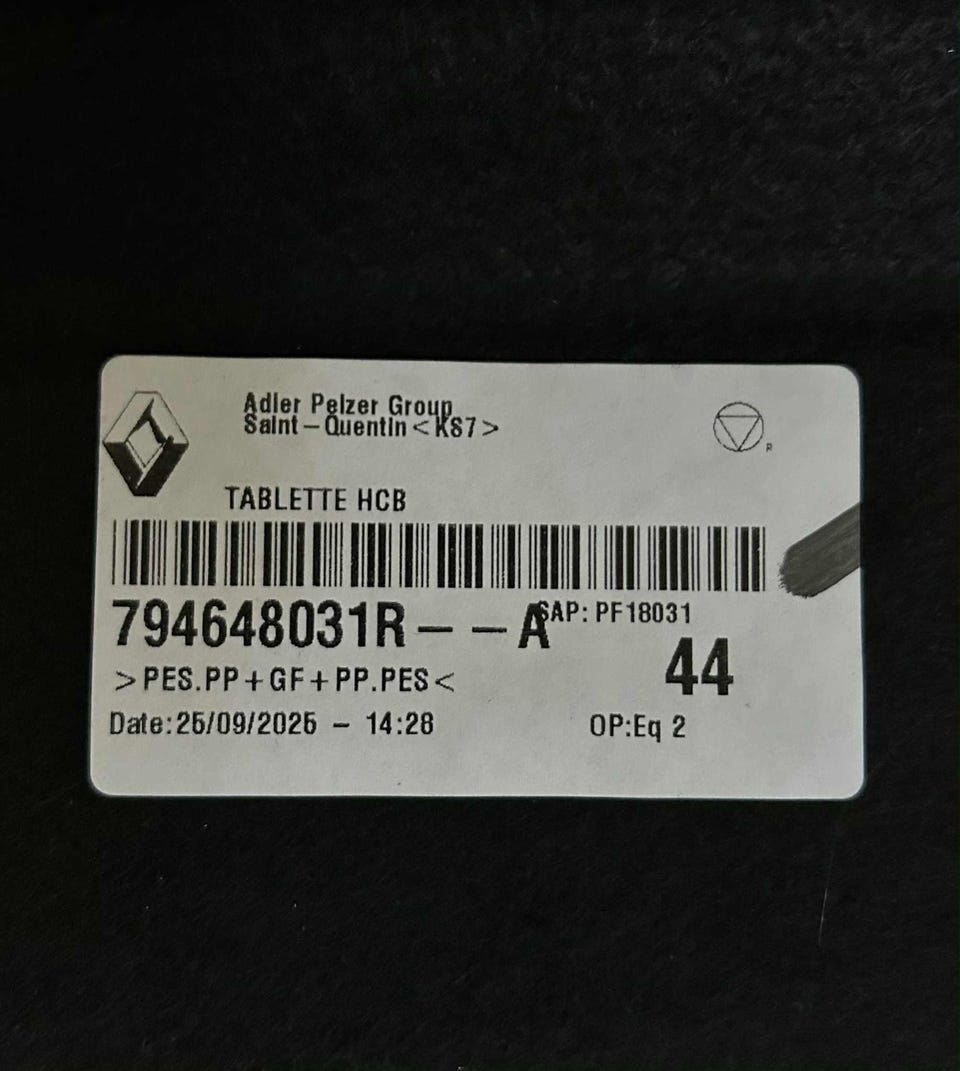 Adler Pelzer Group
Saint-Quentin <KS7>
R
TABLETTE HCB
794648031R - - A
SAP: PF18031
44
>PES.PP+GF+PP.PES<
Date:25/09/2025 - 14:28
OP:Eq 2